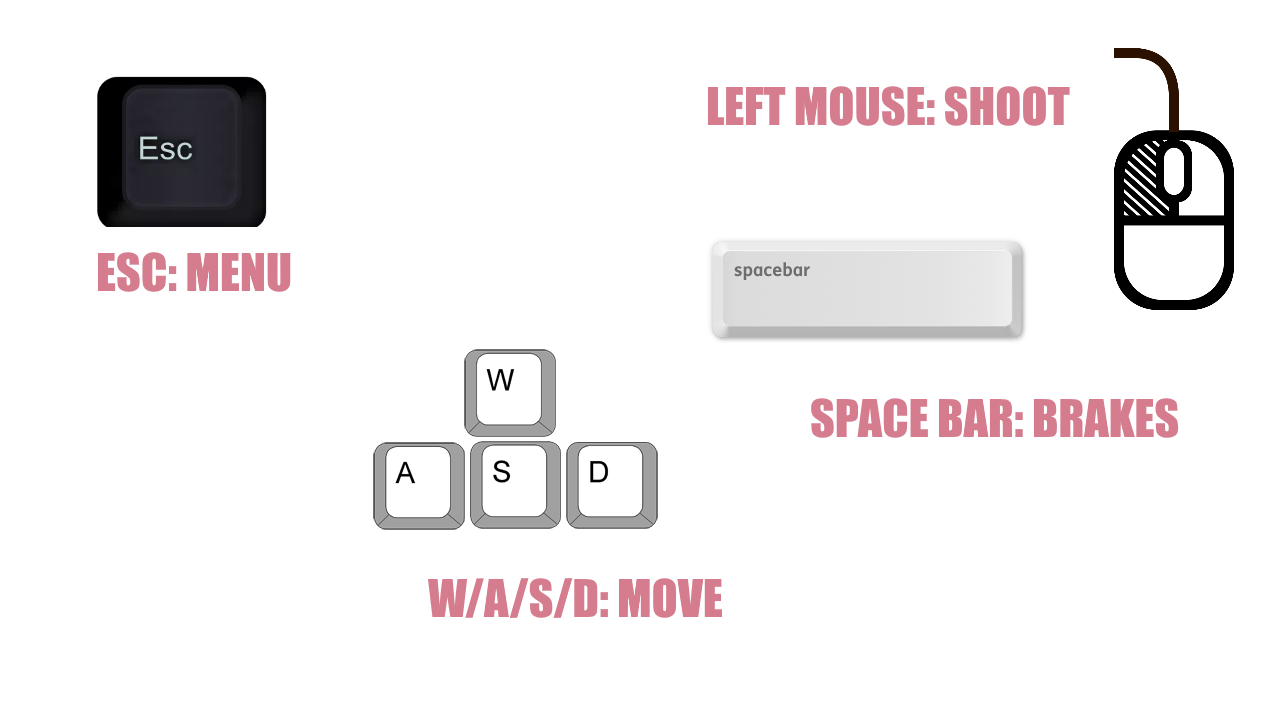 LEFT MOUSE: SHOOT
Esc
ESC: MENU
spacebar
W
SPACE BAR: BRAKES
A S D
W/A/S/D: MOVE